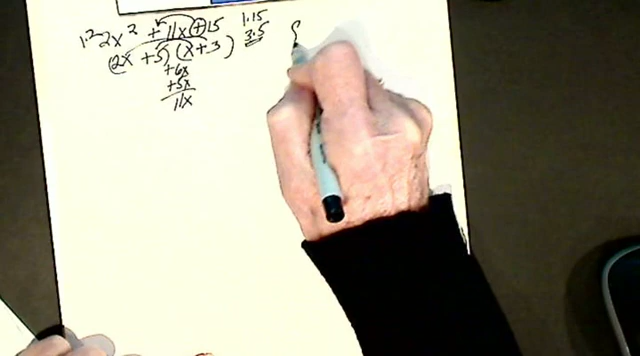 1·2 2x² + 11x + 15 1·15
(2x + 5)(x + 3) 3·5
+6x
+5x
11x